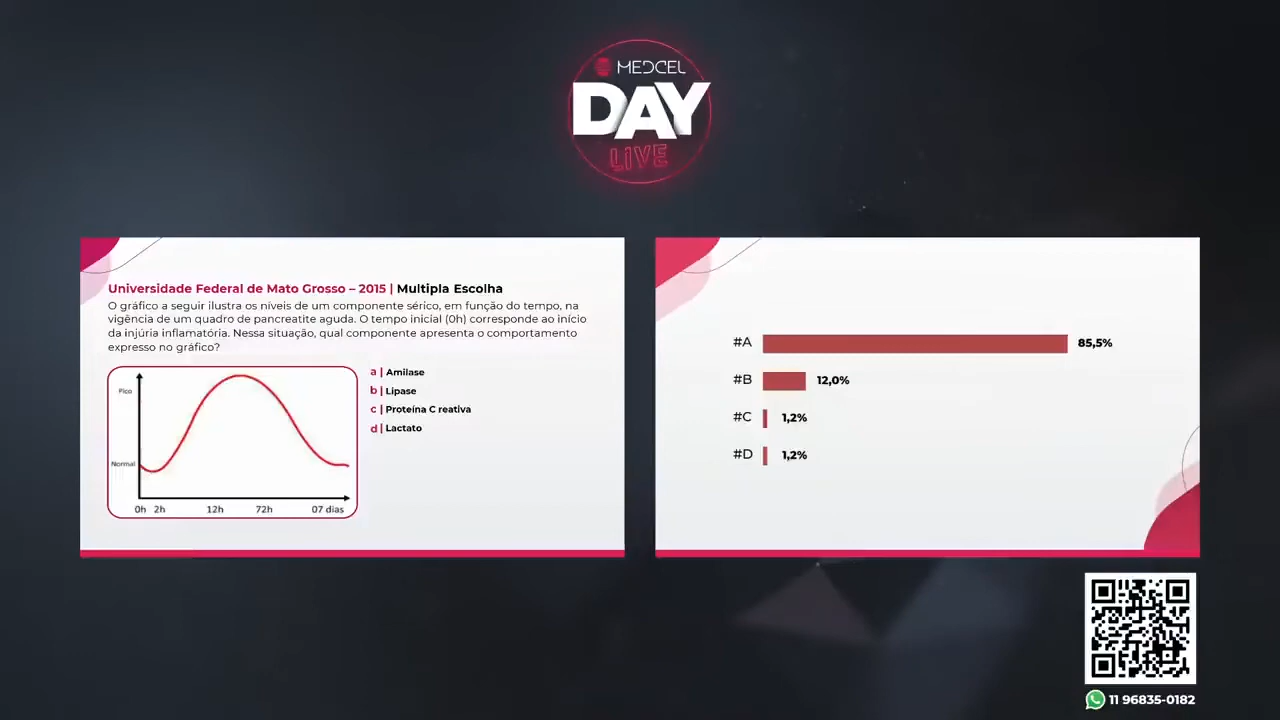 MEDCEL
DAY
LIVE
Universidade Federal de Mato Grosso – 2015 | Multipla Escolha
O gráfico a seguir ilustra os níveis de um componente sérico, em função do tempo, na
vigência de um quadro de pancreatite aguda. O tempo inicial (0h) corresponde ao início
da injúria inflamatória. Nessa situação, qual componente apresenta o comportamento
expresso no gráfico?
Pico
Normal
0h 2h 12h 72h 07 dias
a | Amilase
b | Lipase
c | Proteína C reativa
d | Lactato
#A 85,5%
#B 12,0%
#C 1,2%
#D 1,2%
11 96835-0182